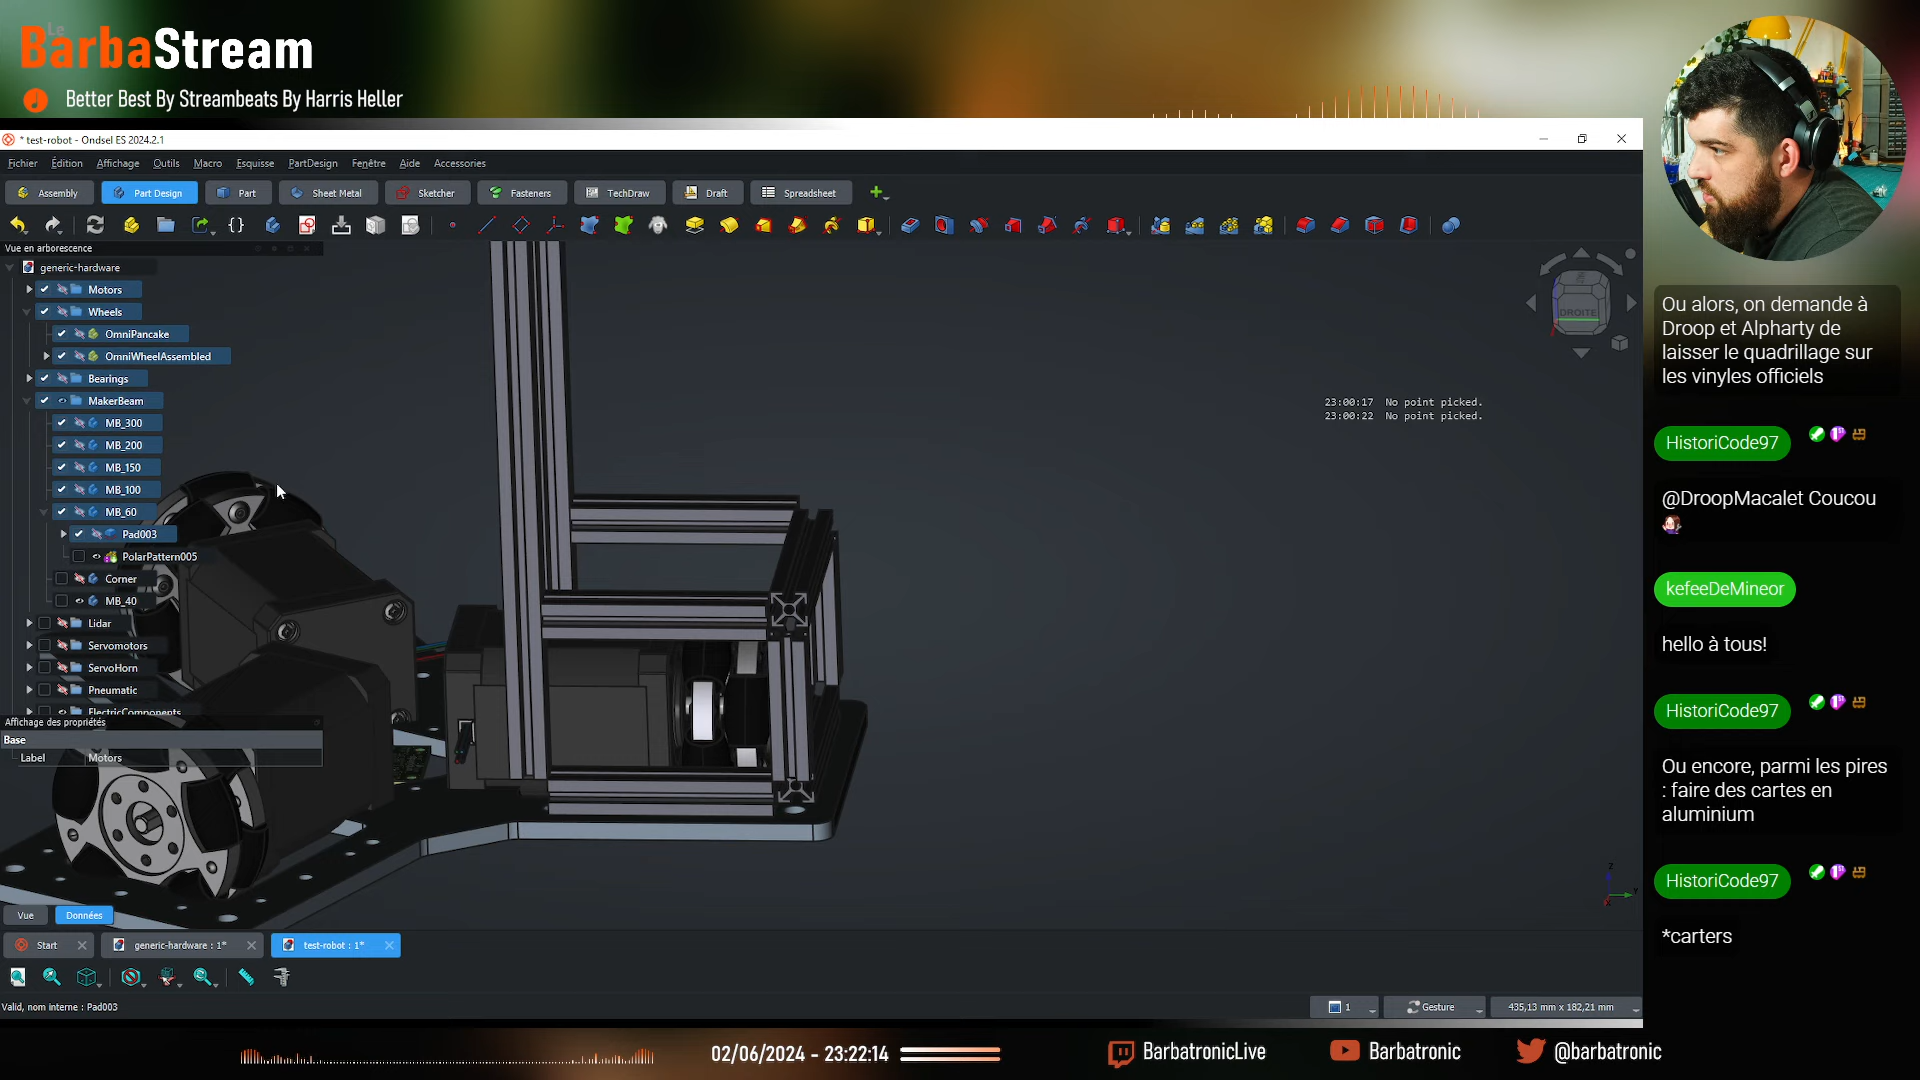 Le
BarbaStream
Better Best By Streambeats By Harris Heller
* test-robot - Ondsel ES 2024.2.1
Fichier Édition Affichage Outils Macro Esquisse PartDesign Fenêtre Aide Accessories
Assembly Part Design Part Sheet Metal Sketcher Fasteners TechDraw Draft Spreadsheet
Vue en arborescence
generic-hardware
Motors
Wheels
OmniPancake
OmniWheelAssembled
Bearings
MakerBeam
MB_300
MB_200
MB_150
MB_100
MB_60
Pad003
PolarPattern005
Corner
MB_40
Lidar
Servomotors
ServoHorn
Pneumatic
ElectricComponents
Affichage des propriétés
Base
Label Motors
Vue Données
DROITE
23:00:17 No point picked.
23:00:22 No point picked.
Z
Y
X
Start generic-hardware : 1* test-robot : 1*
Valid, nom interne : Pad003
1 Gesture 435,13 mm x 182,21 mm
Ou alors, on demande à
Droop et Alpharty de
laisser le quadrillage sur
les vinyles officiels
HistoriCode97
@DroopMacalet Coucou
kefeeDeMineor
hello à tous!
HistoriCode97
Ou encore, parmi les pires
: faire des cartes en
aluminium
HistoriCode97
*carters
02/06/2024 - 23:22:14
BarbatronicLive
Barbatronic
@barbatronic